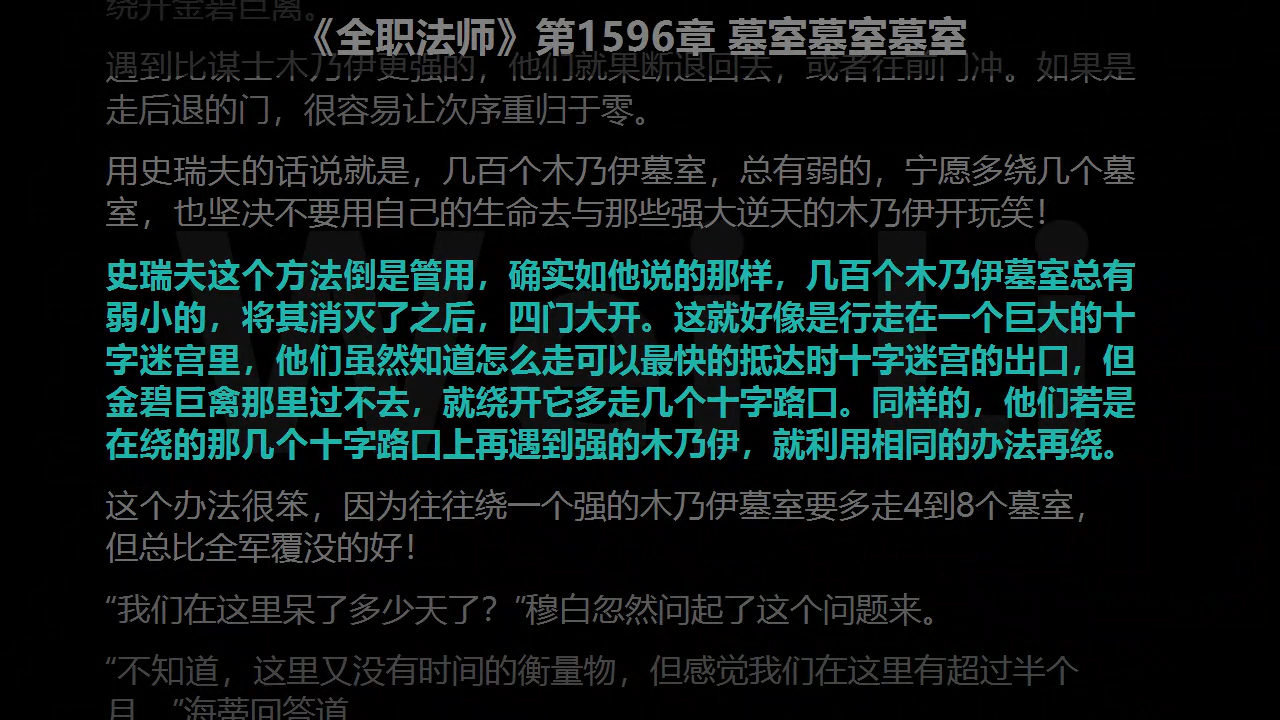 绕开金碧巨禽。
《全职法师》第1596章 墓室墓室墓室
遇到比谋士木乃伊更强的，他们就果断退回去，或者往前门冲。如果是
走后退的门，很容易让次序重归于零。
用史瑞夫的话说就是，几百个木乃伊墓室，总有弱的，宁愿多绕几个墓
室，也坚决不要用自己的生命去与那些强大逆天的木乃伊开玩笑！
史瑞夫这个方法倒是管用，确实如他说的那样，几百个木乃伊墓室总有
弱小的，将其消灭了之后，四门大开。这就好像是行走在一个巨大的十
字迷宫里，他们虽然知道怎么走可以最快的抵达时十字迷宫的出口，但
金碧巨禽那里过不去，就绕开它多走几个十字路口。同样的，他们若是
在绕的那几个十字路口上再遇到强的木乃伊，就利用相同的办法再绕。
这个办法很笨，因为往往绕一个强的木乃伊墓室要多走4到8个墓室，
但总比全军覆没的好！
“我们在这里呆了多少天了？”穆白忽然问起了这个问题来。
“不知道，这里又没有时间的衡量物，但感觉我们在这里有超过半个
月。”海蒂回答道
Wei Li